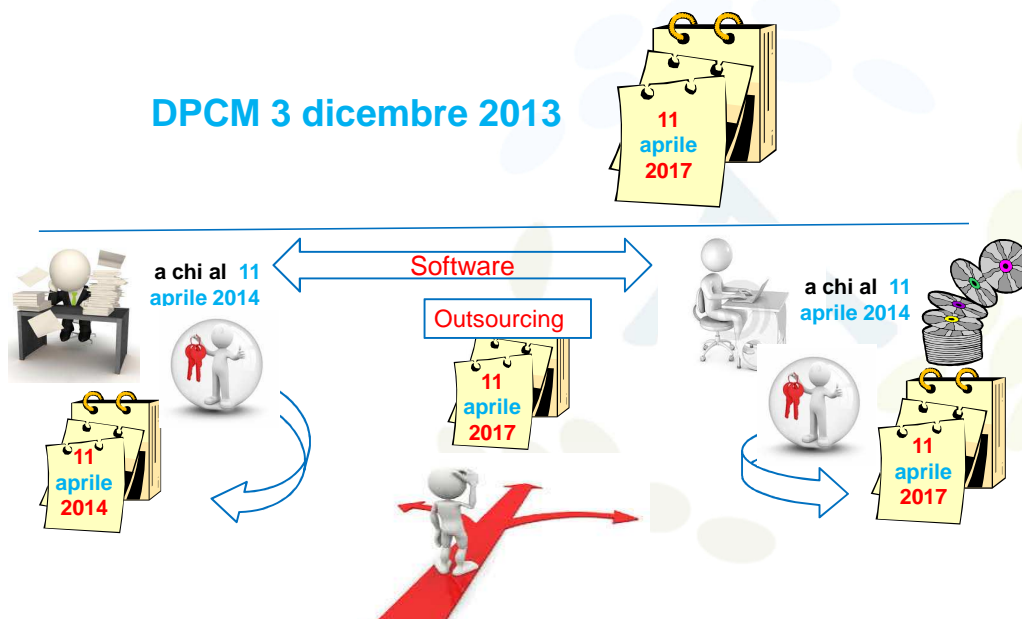 DPCM 3 dicembre 2013
11
aprile
2017
a chi al 11
aprile 2014
Software
Outsourcing
a chi al 11
aprile 2014
11
aprile
2014
11
aprile
2017
11
aprile
2017